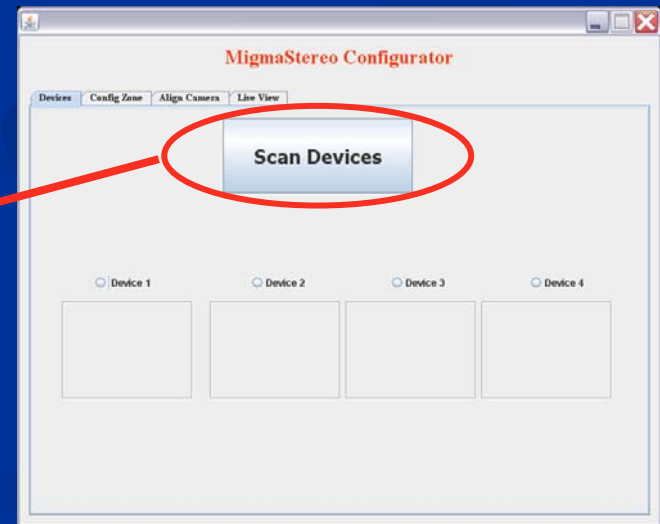 MigmaStereo Configurator
Devices Config Zone Align Camera Live View
Scan Devices
Device 1 Device 2 Device 3 Device 4